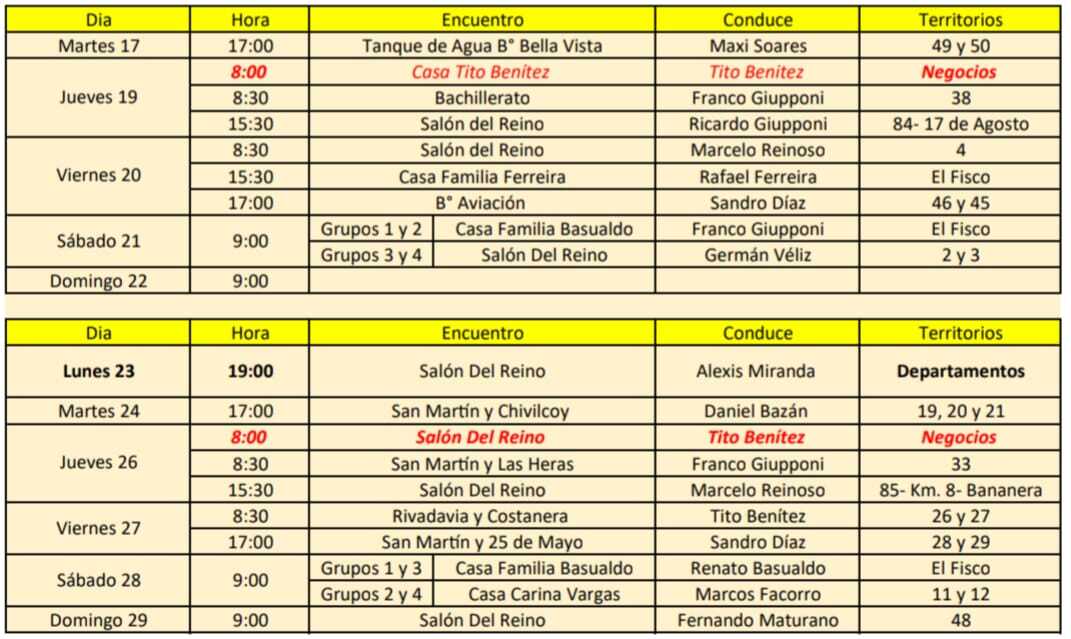 Dia Hora Encuentro Conduce Territorios
Martes 17 17:00 Tanque de Agua B° Bella Vista Maxi Soares 49 y 50
Jueves 19 8:00 Casa Tito Benítez Tito Benítez Negocios
8:30 Bachillerato Franco Giupponi 38
15:30 Salón del Reino Ricardo Giupponi 84- 17 de Agosto
Viernes 20 8:30 Salón del Reino Marcelo Reinoso 4
15:30 Casa Familia Ferreira Rafael Ferreira El Fisco
17:00 B° Aviación Sandro Díaz 46 y 45
Sábado 21 9:00 Grupos 1 y 2 Casa Familia Basualdo Franco Giupponi El Fisco
Grupos 3 y 4 Salón Del Reino Germán Véliz 2 y 3
Domingo 22 9:00
Dia Hora Encuentro Conduce Territorios
Lunes 23 19:00 Salón Del Reino Alexis Miranda Departamentos
Martes 24 17:00 San Martín y Chivilcoy Daniel Bazán 19, 20 y 21
Jueves 26 8:00 Salón Del Reino Tito Benítez Negocios
8:30 San Martín y Las Heras Franco Giupponi 33
15:30 Salón Del Reino Marcelo Reinoso 85- Km. 8- Bananera
Viernes 27 8:30 Rivadavia y Costanera Tito Benítez 26 y 27
17:00 San Martín y 25 de Mayo Sandro Díaz 28 y 29
Sábado 28 9:00 Grupos 1 y 3 Casa Familia Basualdo Renato Basualdo El Fisco
Grupos 2 y 4 Casa Carina Vargas Marcos Facorro 11 y 12
Domingo 29 9:00 Salón Del Reino Fernando Maturano 48